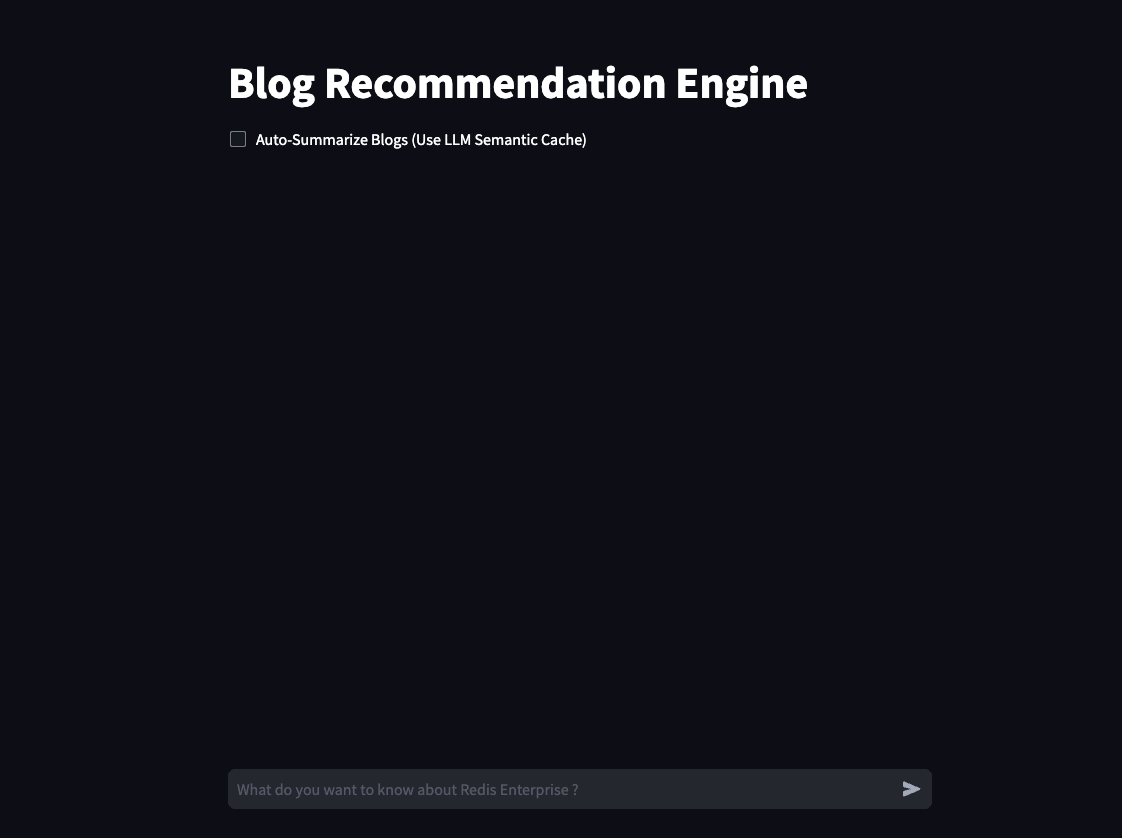 Blog Recommendation Engine
Auto-Summarize Blogs (Use LLM Semantic Cache)
What do you want to know about Redis Enterprise ?